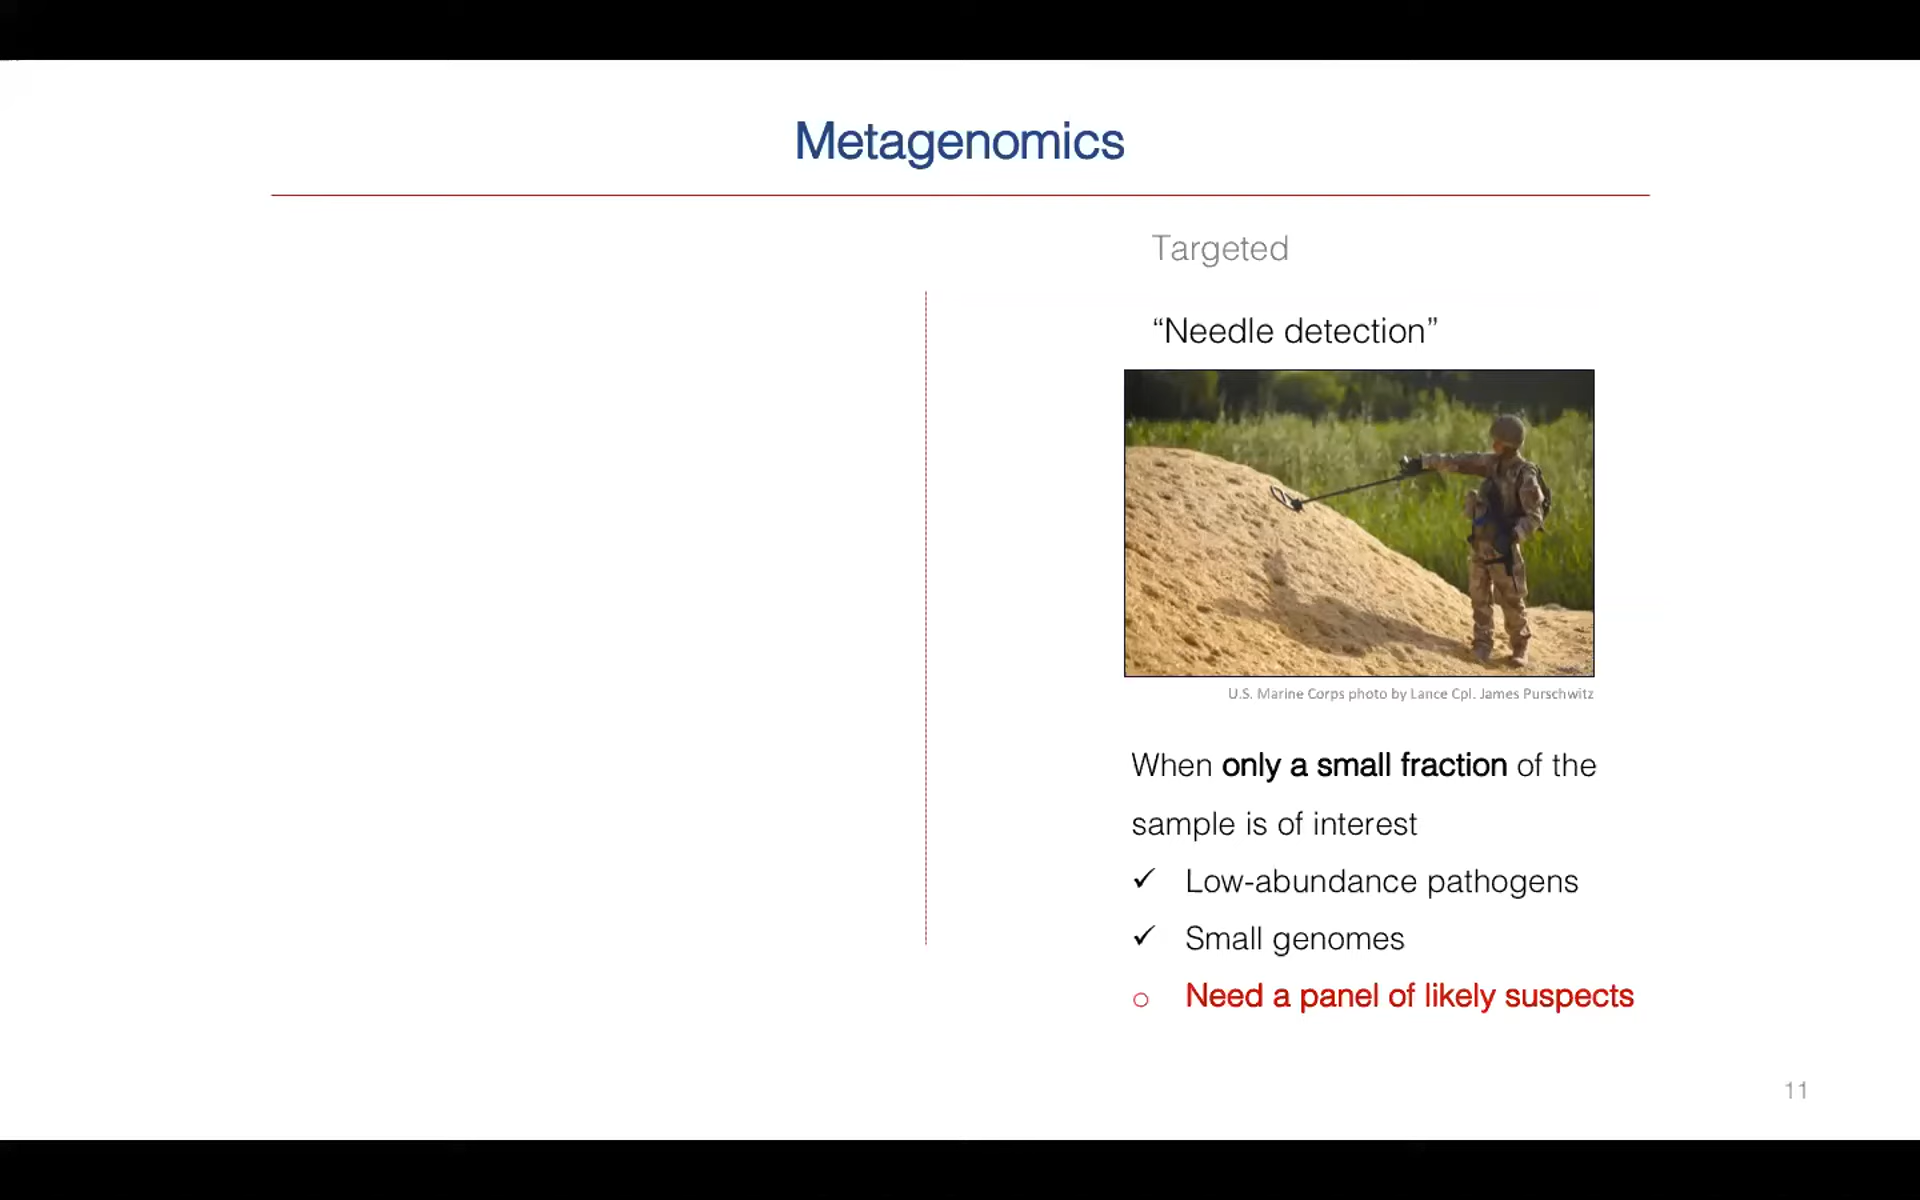 Metagenomics
Targeted
“Needle detection”
U.S. Marine Corps photo by Lance Cpl. James Purschwitz
When only a small fraction of the
sample is of interest
✓ Low-abundance pathogens
✓ Small genomes
○ Need a panel of likely suspects
11